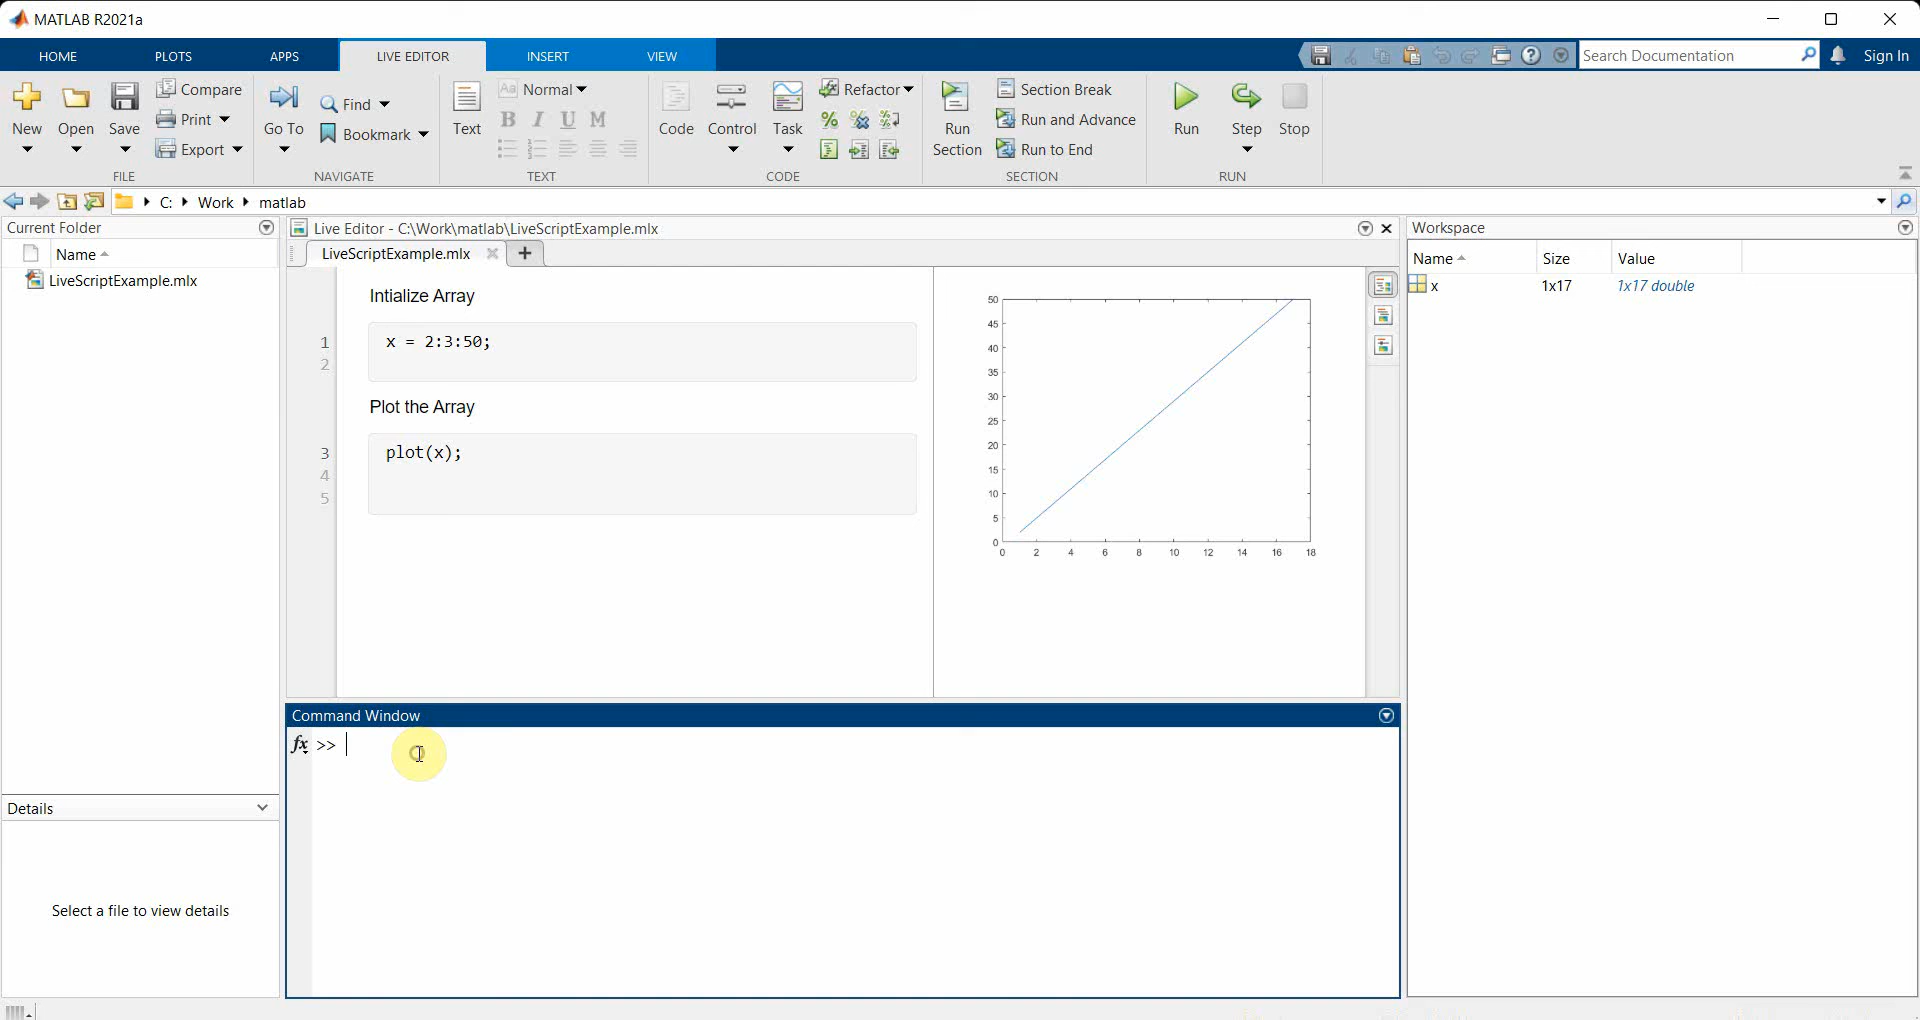 MATLAB R2021a
HOME PLOTS APPS LIVE EDITOR INSERT VIEW Search Documentation Sign In
New Open Save Compare Print Export
FILE
Go To Find Bookmark
NAVIGATE
Text Aa Normal B I U M
TEXT
Code Control Task Refactor
CODE
Run Section Section Break Run and Advance Run to End
SECTION
Run Step Stop
RUN
C: Work matlab
Current Folder
Name
LiveScriptExample.mlx
Details
Select a file to view details
Live Editor - C:\Work\matlab\LiveScriptExample.mlx
LiveScriptExample.mlx
Intialize Array
1 x = 2:3:50;
2
Plot the Array
3 plot(x);
4
5
50
45
40
35
30
25
20
15
10
5
0
0 2 4 6 8 10 12 14 16 18
Command Window
fx >>
Workspace
Name Size Value
x 1x17 1x17 double